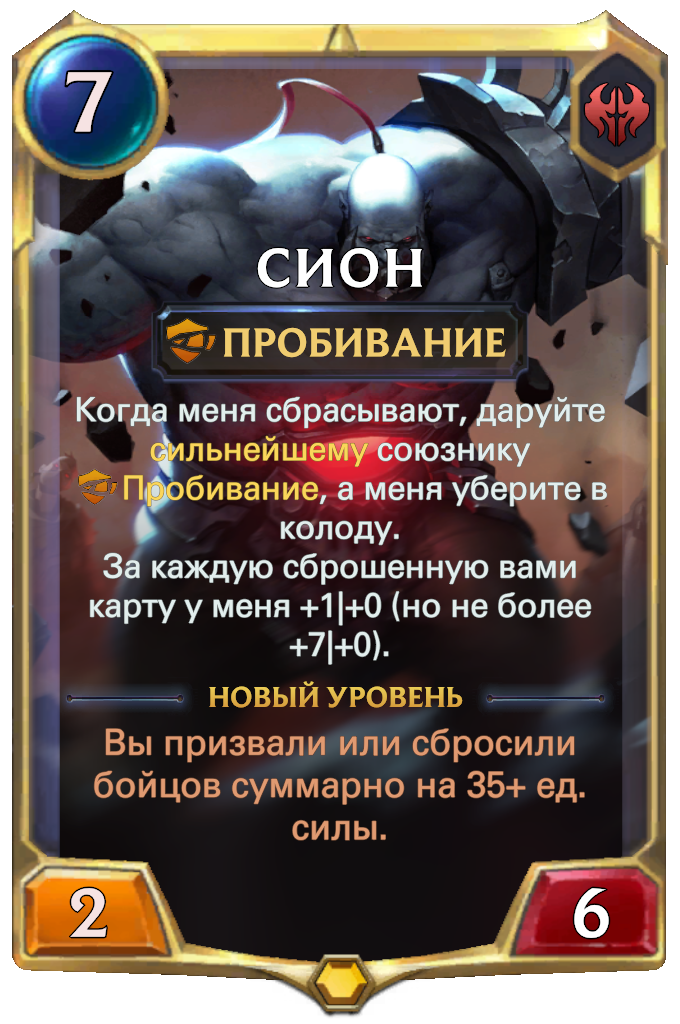 7
СИОН
ПРОБИВАНИЕ
Когда меня сбрасывают, даруйте
сильнейшему союзнику
Пробивание, а меня уберите в
колоду.
За каждую сброшенную вами
карту у меня +1|+0 (но не более
+7|+0).
НОВЫЙ УРОВЕНЬ
Вы призвали или сбросили
бойцов суммарно на 35+ ед.
силы.
2
6